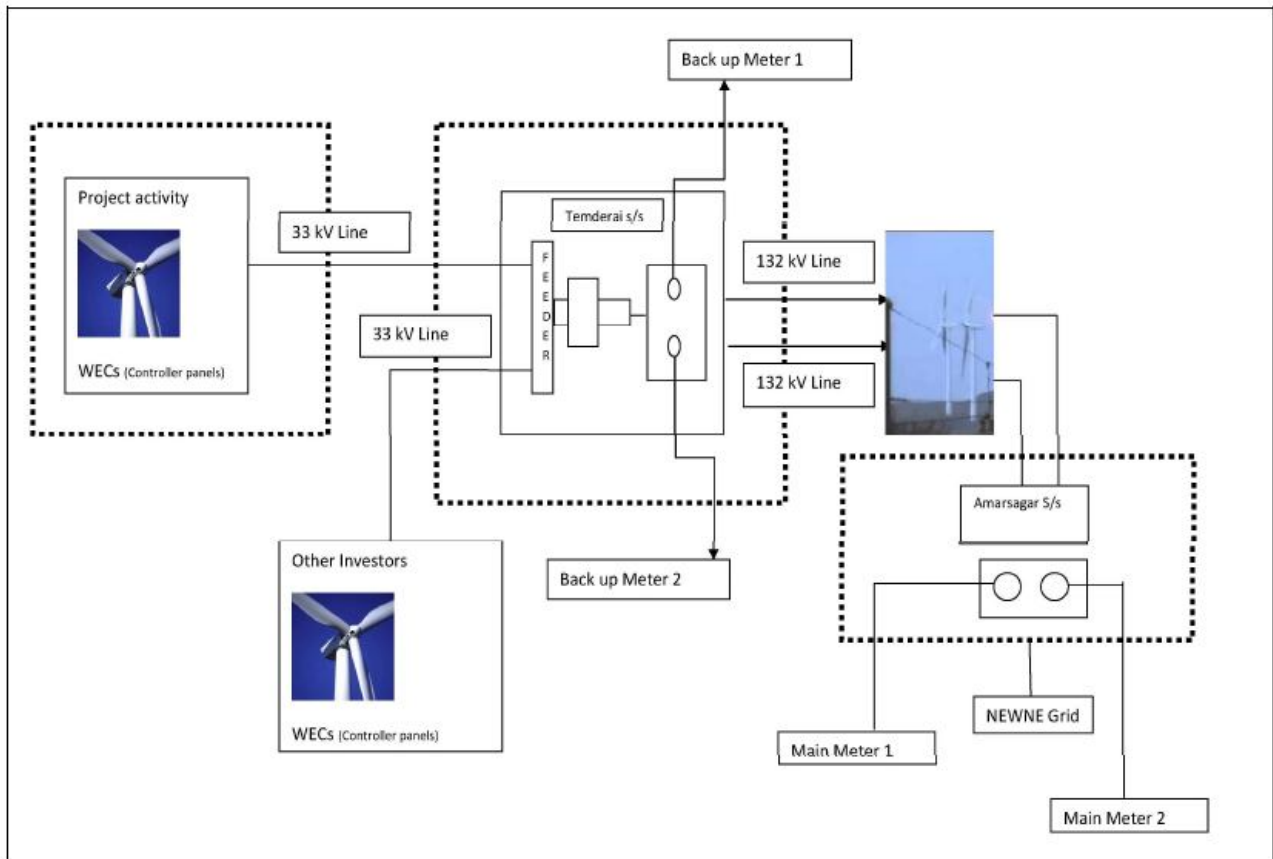 Back up Meter 1
Project activity
33 kV Line
Temderai s/s
FEEDER
132 kV Line
33 kV Line
132 kV Line
WECs (Controller panels)
Amarsagar S/s
Other Investors
Back up Meter 2
WECs (Controller panels)
NEWNE Grid
Main Meter 1
Main Meter 2